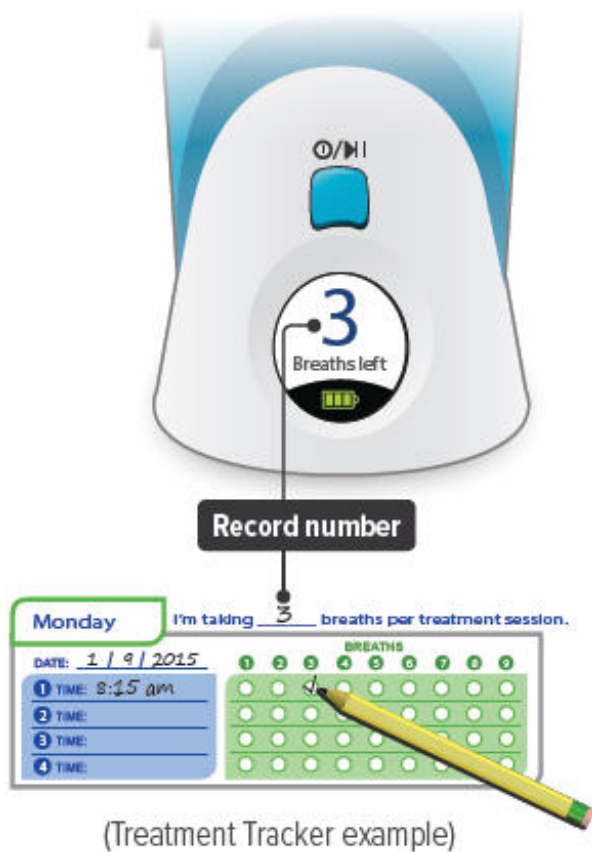 3
Breaths left
Record number
Monday
I'm taking 3 breaths per treatment session.
BREATHS
DATE: 1 / 9 / 2015
1 2 3 4 5 6 7 8 9
1 TIME: 8:15 am
2 TIME:
3 TIME:
4 TIME:
(Treatment Tracker example)